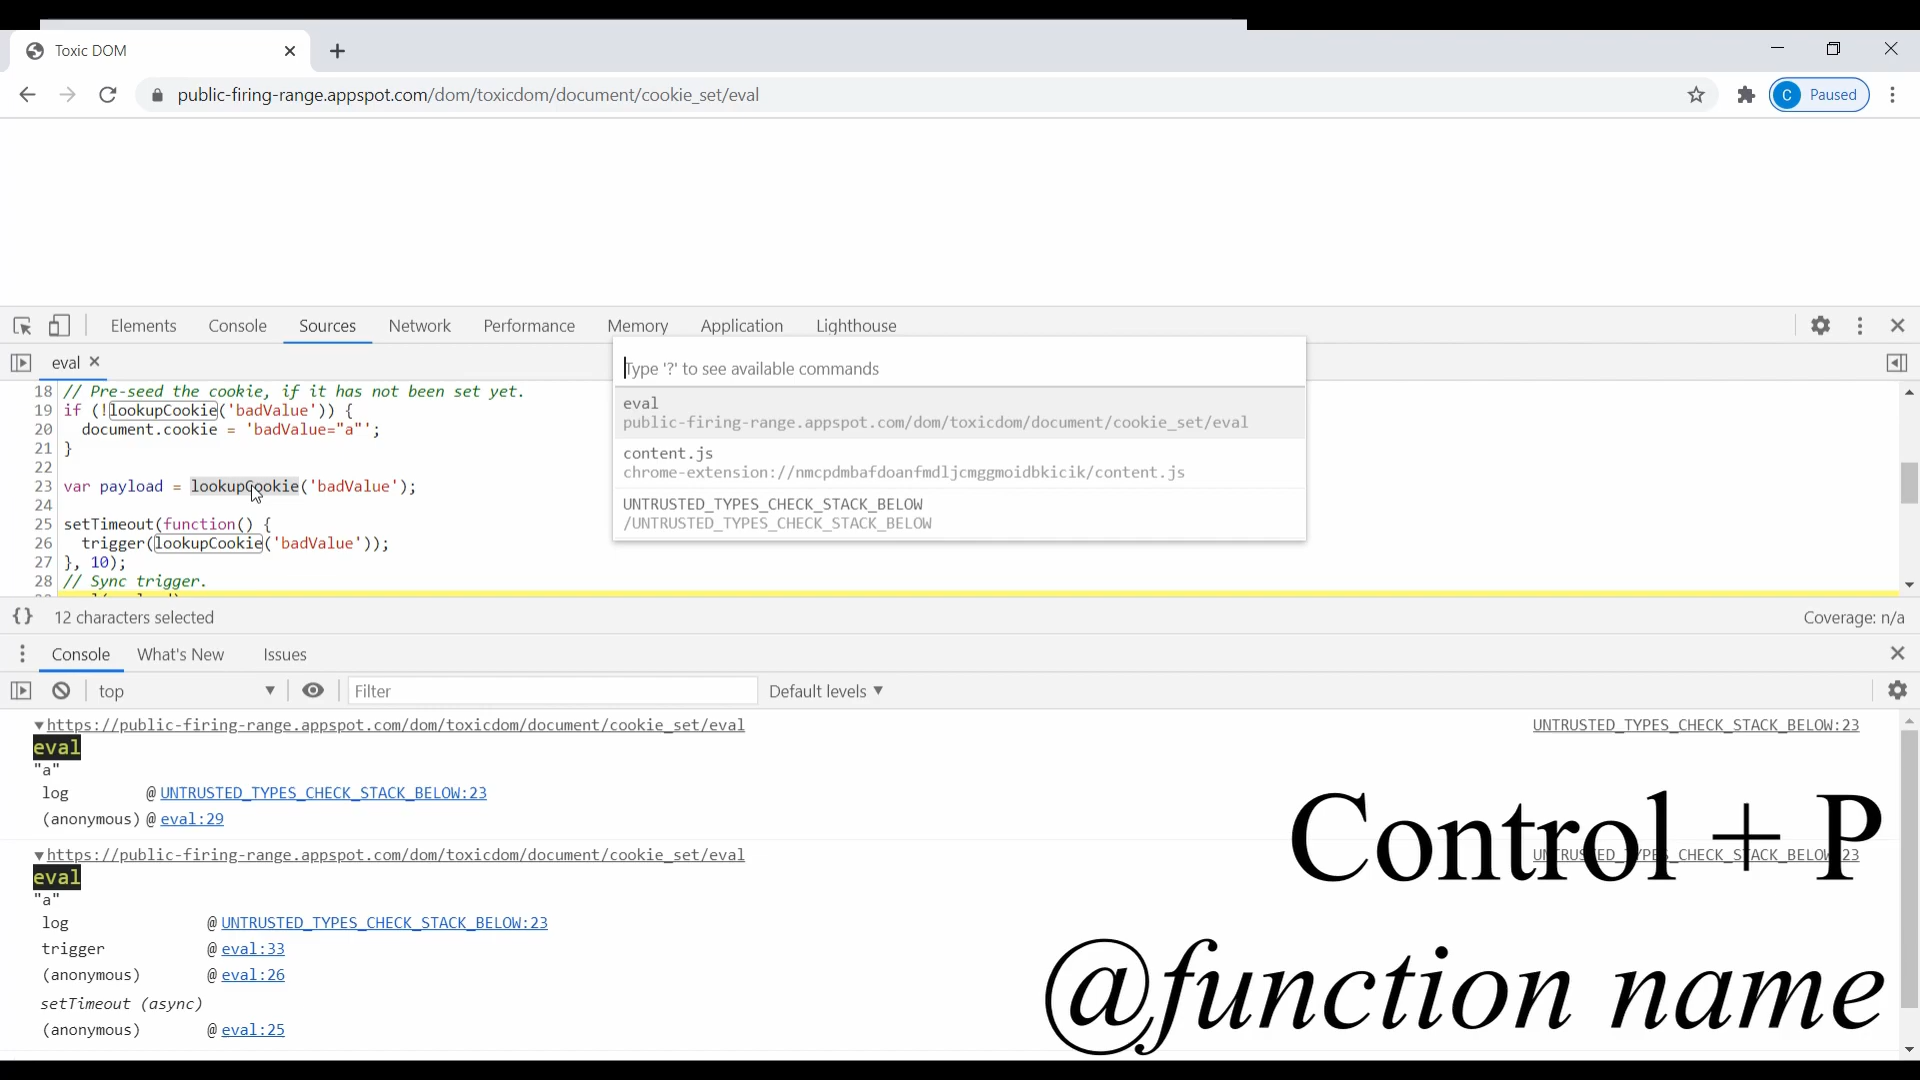 Toxic DOM
public-firing-range.appspot.com/dom/toxicdom/document/cookie_set/eval
C Paused
Elements Console Sources Network Performance Memory Application Lighthouse
eval
Type '?' to see available commands
eval
public-firing-range.appspot.com/dom/toxicdom/document/cookie_set/eval
content.js
chrome-extension://nmcpdmbafdoanfmdljcmggmoidbkicik/content.js
UNTRUSTED_TYPES_CHECK_STACK_BELOW
/UNTRUSTED_TYPES_CHECK_STACK_BELOW
18 // Pre-seed the cookie, if it has not been set yet.
19 if (!lookupCookie('badValue')) {
20 document.cookie = 'badValue="a"';
21 }
22
23 var payload = lookupCookie('badValue');
24
25 setTimeout(function() {
26 trigger(lookupCookie('badValue'));
27 }, 10);
28 // Sync trigger.
{} 12 characters selected Coverage: n/a
Console What's New Issues
top Filter Default levels
https://public-firing-range.appspot.com/dom/toxicdom/document/cookie_set/eval UNTRUSTED_TYPES_CHECK_STACK_BELOW:23
eval
"a"
log @ UNTRUSTED_TYPES_CHECK_STACK_BELOW:23
(anonymous) @ eval:29
https://public-firing-range.appspot.com/dom/toxicdom/document/cookie_set/eval UNTRUSTED_TYPES_CHECK_STACK_BELOW:23
eval
"a"
log @ UNTRUSTED_TYPES_CHECK_STACK_BELOW:23
trigger @ eval:33
(anonymous) @ eval:26
setTimeout (async)
(anonymous) @ eval:25
Control + P
@function name